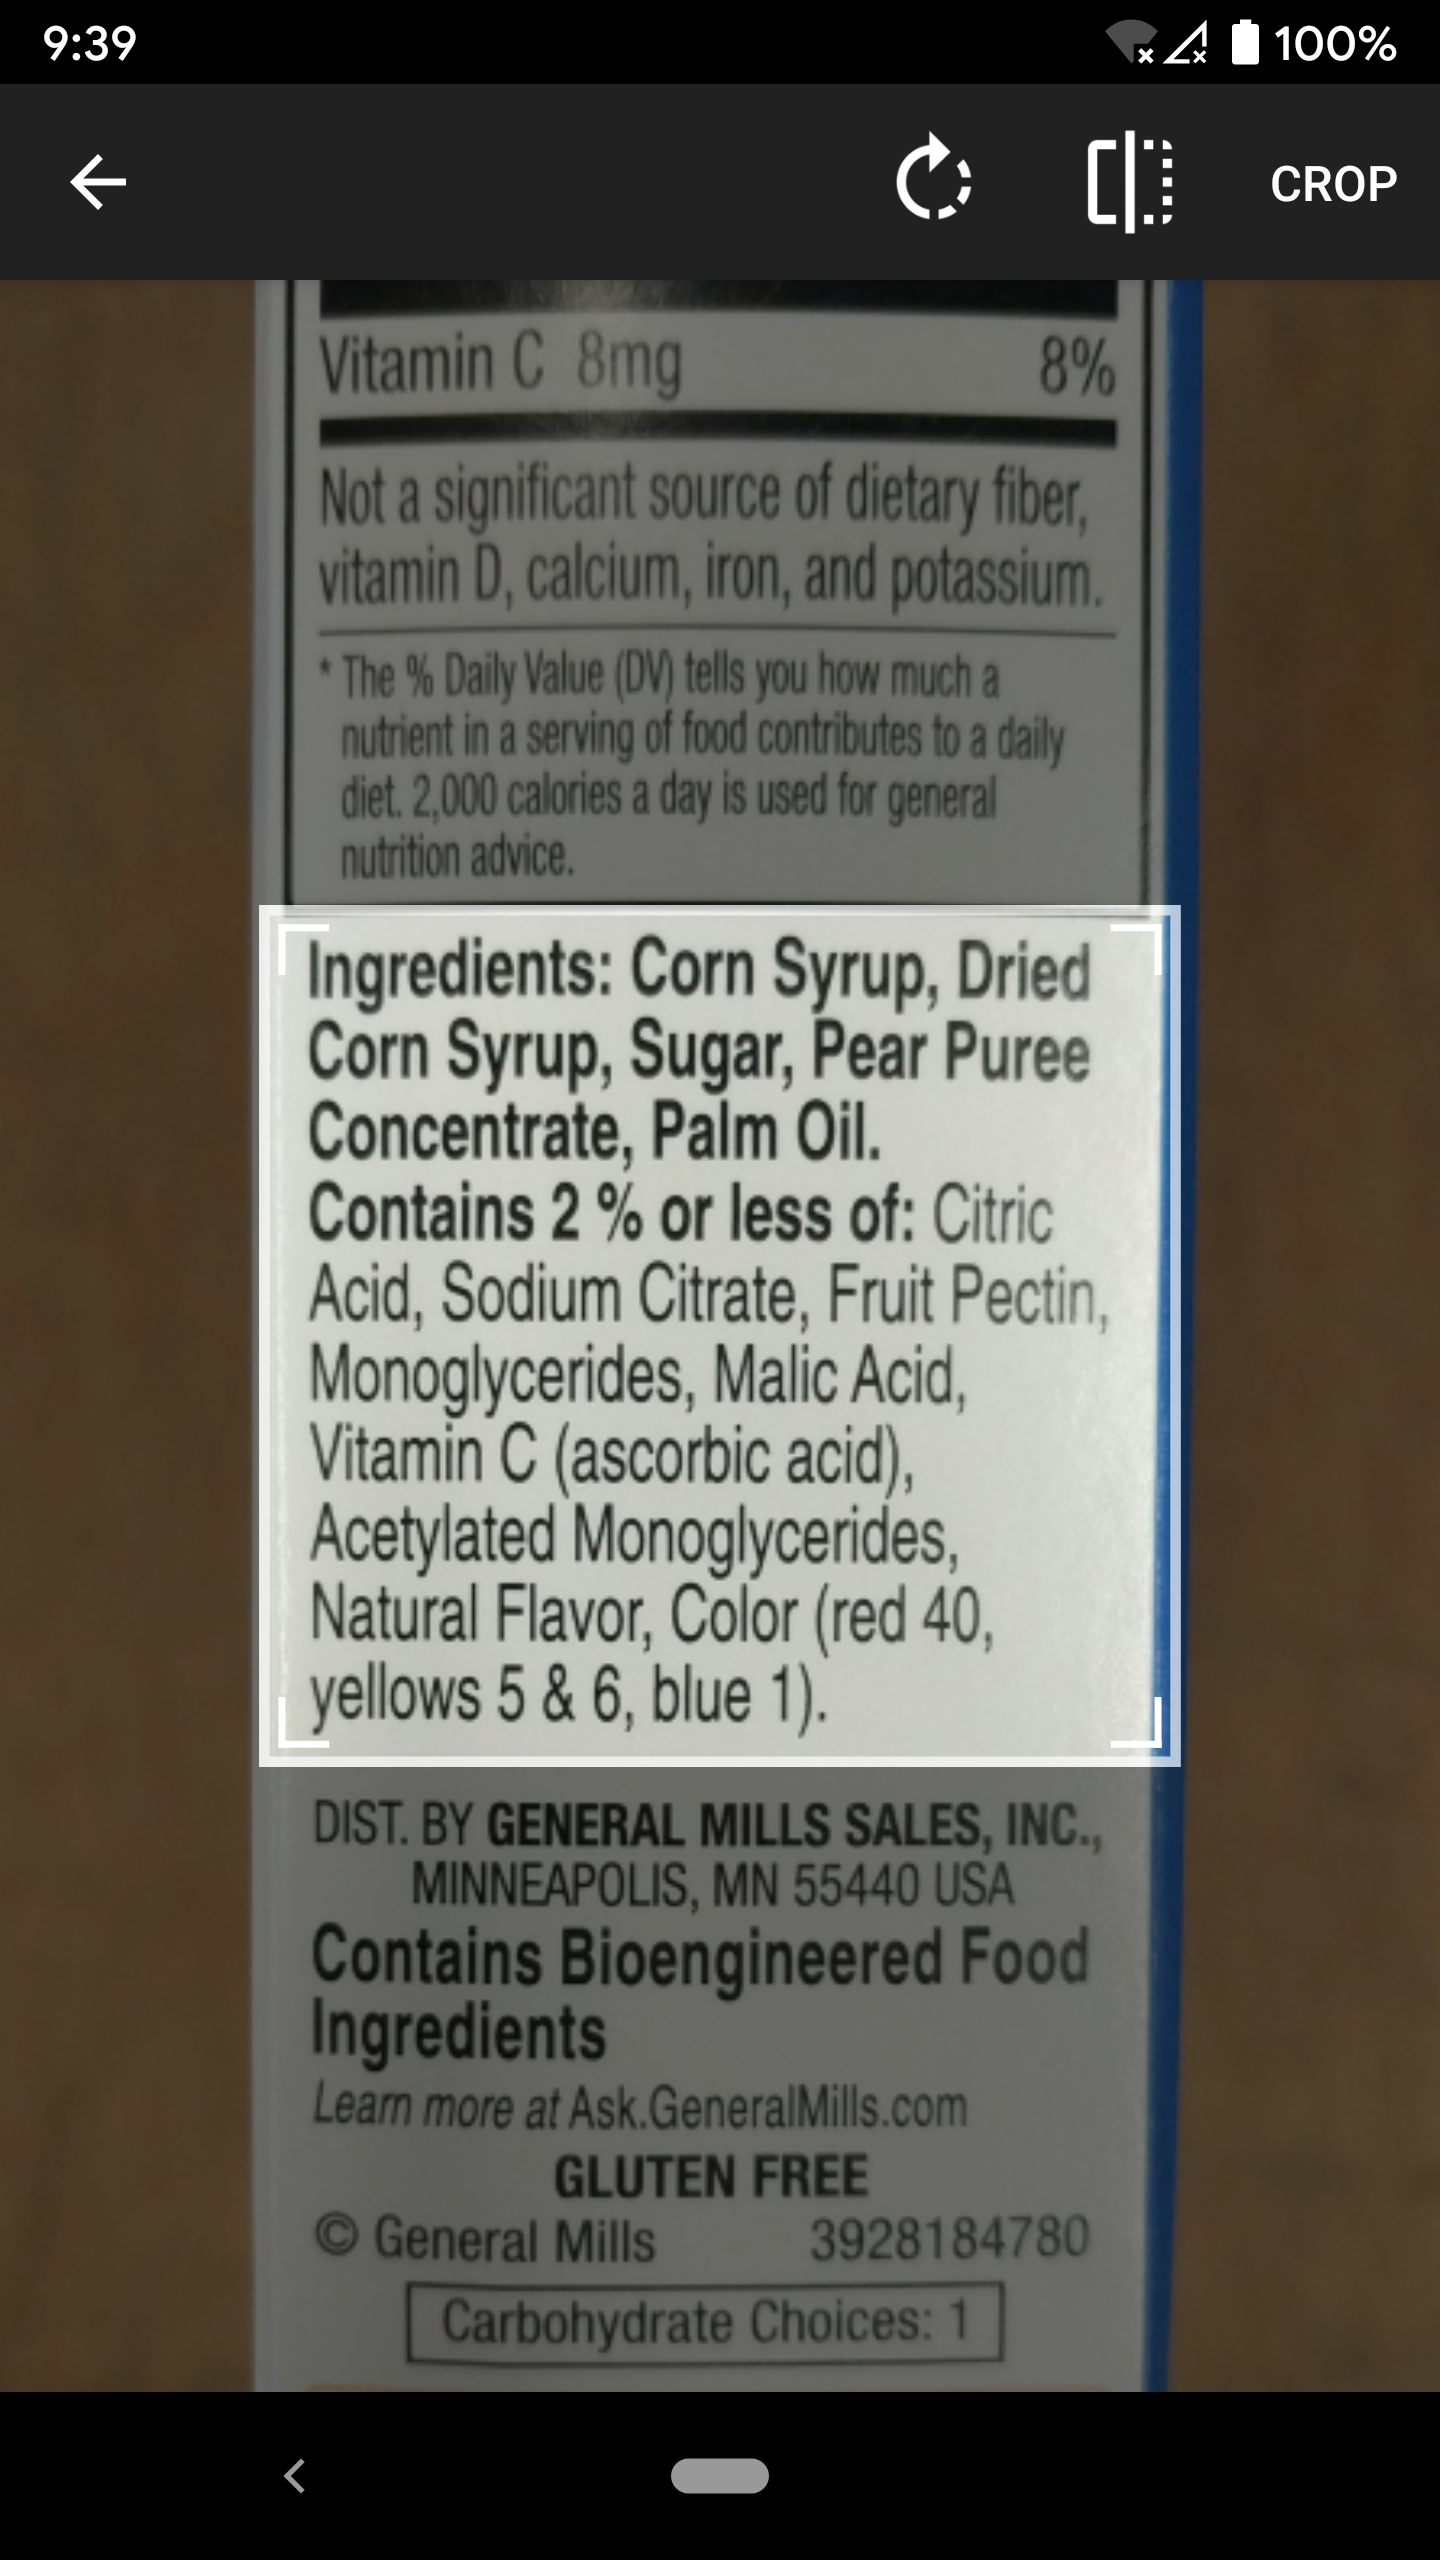 9:39
100%
CROP
Vitamin C 8mg 8%
Not a significant source of dietary fiber,
vitamin D, calcium, iron, and potassium.
* The % Daily Value (DV) tells you how much a
nutrient in a serving of food contributes to a daily
diet. 2,000 calories a day is used for general
nutrition advice.
Ingredients: Corn Syrup, Dried
Corn Syrup, Sugar, Pear Puree
Concentrate, Palm Oil.
Contains 2 % or less of: Citric
Acid, Sodium Citrate, Fruit Pectin,
Monoglycerides, Malic Acid,
Vitamin C (ascorbic acid),
Acetylated Monoglycerides,
Natural Flavor, Color (red 40,
yellows 5 & 6, blue 1).
DIST. BY GENERAL MILLS SALES, INC.,
MINNEAPOLIS, MN 55440 USA
Contains Bioengineered Food
Ingredients
Learn more at Ask.GeneralMills.com
GLUTEN FREE
© General Mills 3928184780
Carbohydrate Choices: 1